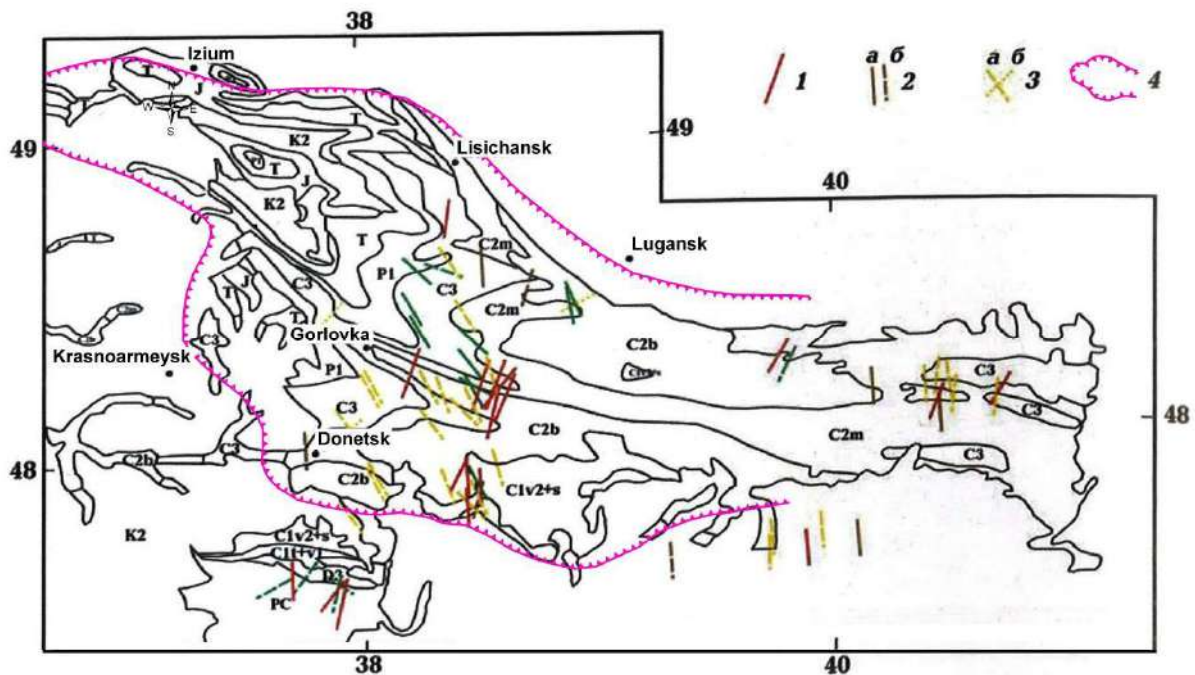 38
Izium
T
J
N
W E
S
T
K2
49
49
Lisichansk
T
J
K2
T
40
Lugansk
C2m
P1
C3
C3
J
T
C2m
T
Gorlovka
C3
Krasnoarmeysk
P1
C2b
C3
C3
C3
C2b
C2m
48
C3
Donetsk
C3
C2b
C2b
C1v2+s
48
K2
C1v2+s
C1t+v1
D3
PC
38
40
а б
а б
1
2
3
4